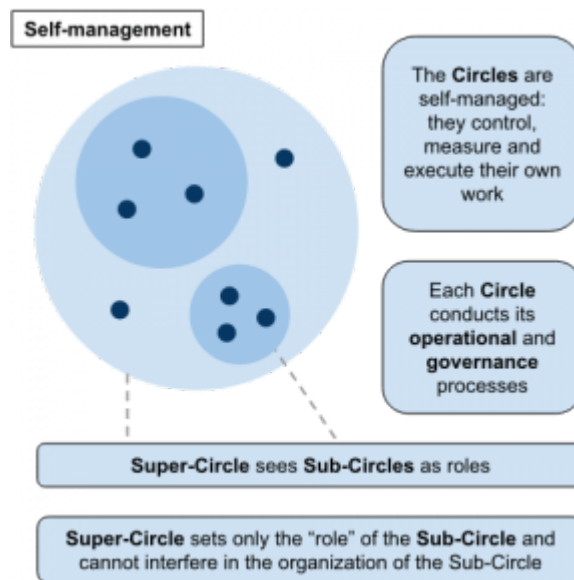 Self-management
The Circles are
self-managed:
they control,
measure and
execute their own
work
Each Circle
conducts its
operational and
governance
processes
Super-Circle sees Sub-Circles as roles
Super-Circle sets only the “role” of the Sub-Circle and
cannot interfere in the organization of the Sub-Circle